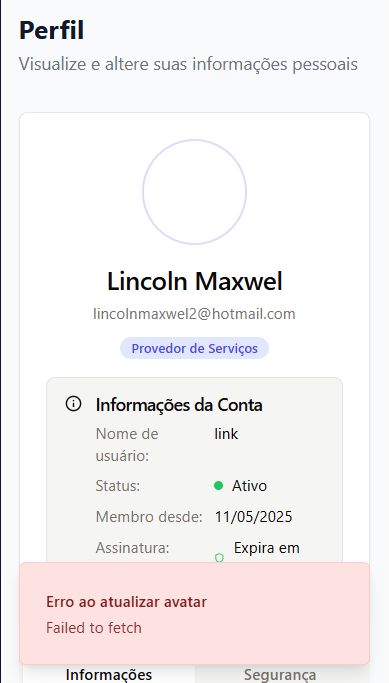 Perfil
Visualize e altere suas informações pessoais
Lincoln Maxwel
lincolnmaxwel2@hotmail.com
Provedor de Serviços
Informações da Conta
Nome de
usuário:
link
Status:
Ativo
Membro desde:
11/05/2025
Assinatura:
Expira em
Erro ao atualizar avatar
Failed to fetch
Informações
Segurança